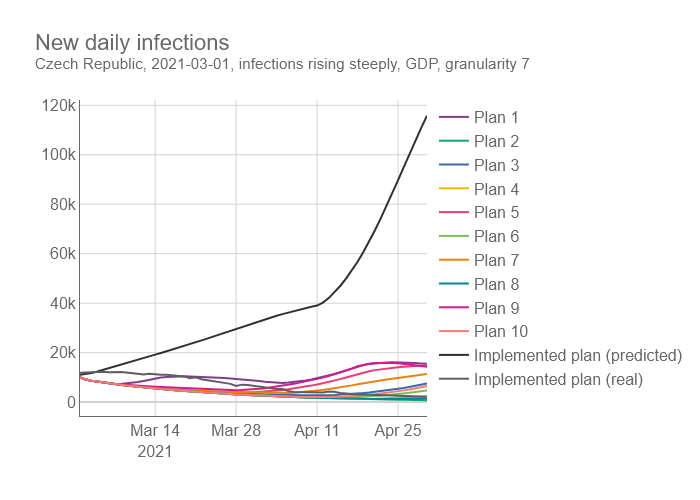 New daily infections
Czech Republic, 2021-03-01, infections rising steeply, GDP, granularity 7
120k
100k
80k
60k
40k
20k
0
Mar 14
2021
Mar 28
Apr 11
Apr 25
Plan 1
Plan 2
Plan 3
Plan 4
Plan 5
Plan 6
Plan 7
Plan 8
Plan 9
Plan 10
Implemented plan (predicted)
Implemented plan (real)